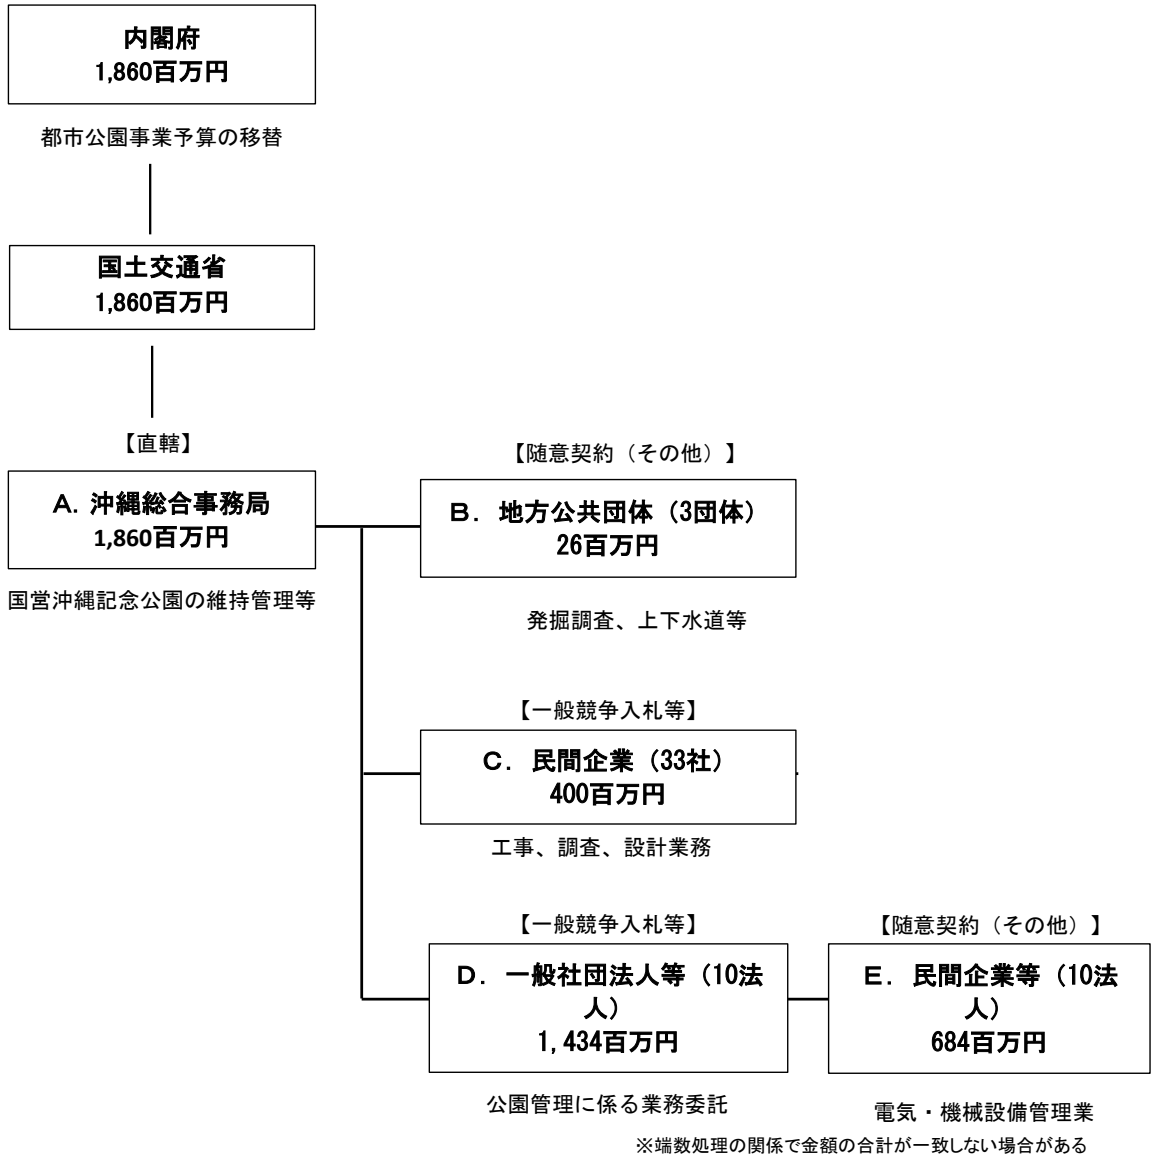 内閣府
1,860百万円
都市公園事業予算の移替
国土交通省
1,860百万円
【直轄】
A. 沖縄総合事務局
1,860百万円
国営沖縄記念公園の維持管理等
【随意契約（その他）】
B. 地方公共団体（3団体）
26百万円
発掘調査、上下水道等
【一般競争入札等】
C. 民間企業（33社）
400百万円
工事、調査、設計業務
【一般競争入札等】
D. 一般社団法人等（10法
人）
1,434百万円
公園管理に係る業務委託
【随意契約（その他）】
E. 民間企業等（10法
人）
684百万円
電気・機械設備管理業
※端数処理の関係で金額の合計が一致しない場合がある